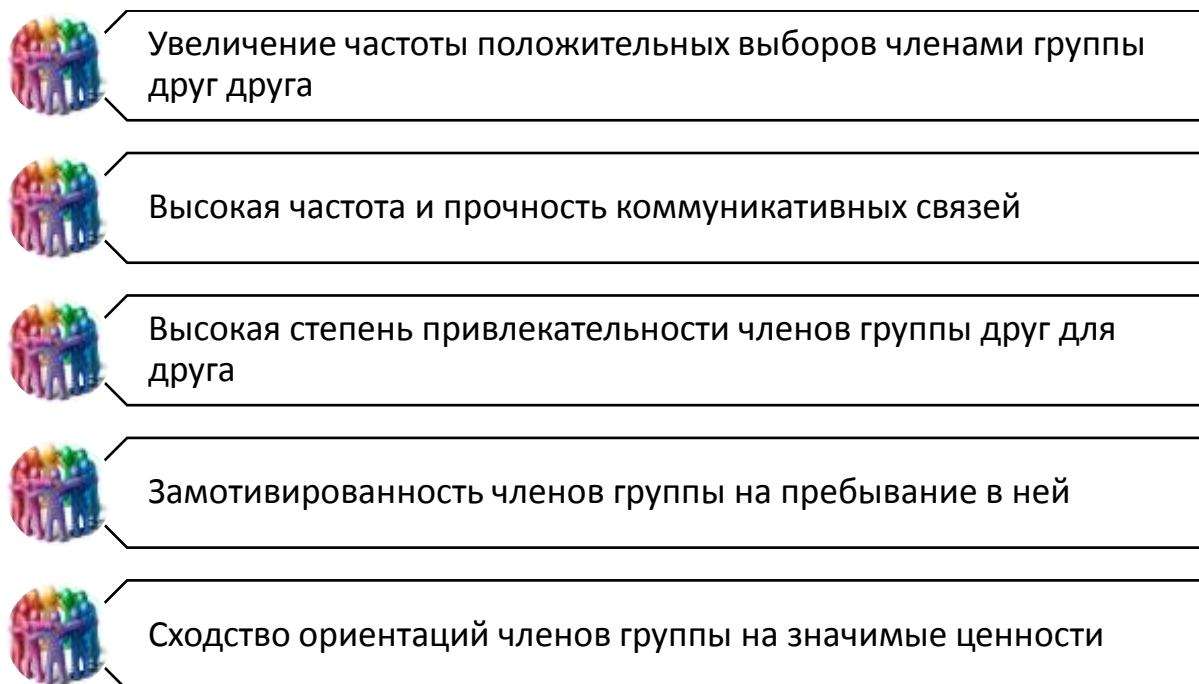 Увеличение частоты положительных выборов членами группы
друг друга
Высокая частота и прочность коммуникативных связей
Высокая степень привлекательности членов группы друг для
друга
Замотивированность членов группы на пребывание в ней
Сходство ориентаций членов группы на значимые ценности